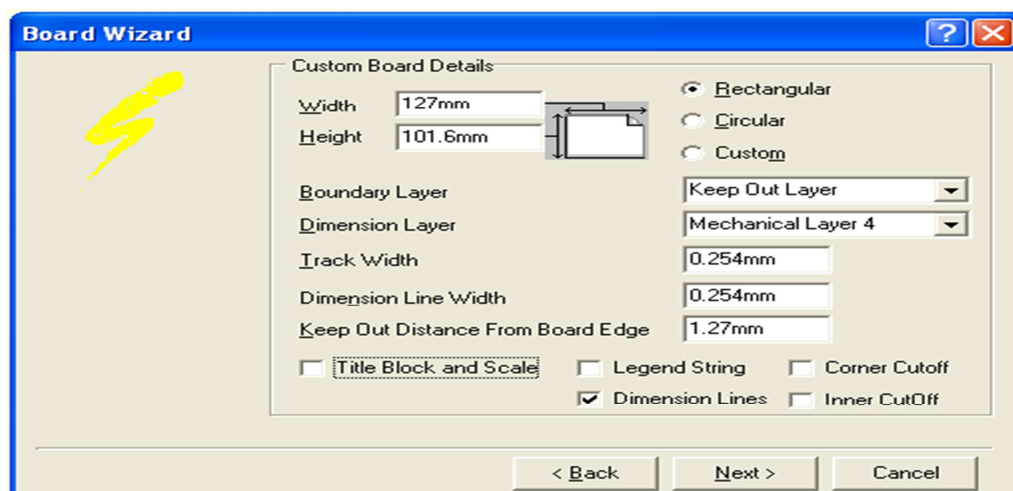 Board Wizard
Custom Board Details
Width 127mm
Height 101.6mm
Rectangular
Circular
Custom
Boundary Layer Keep Out Layer
Dimension Layer Mechanical Layer 4
Track Width 0.254mm
Dimension Line Width 0.254mm
Keep Out Distance From Board Edge 1.27mm
Title Block and Scale Legend String Corner Cutoff
Dimension Lines Inner CutOff
< Back Next > Cancel